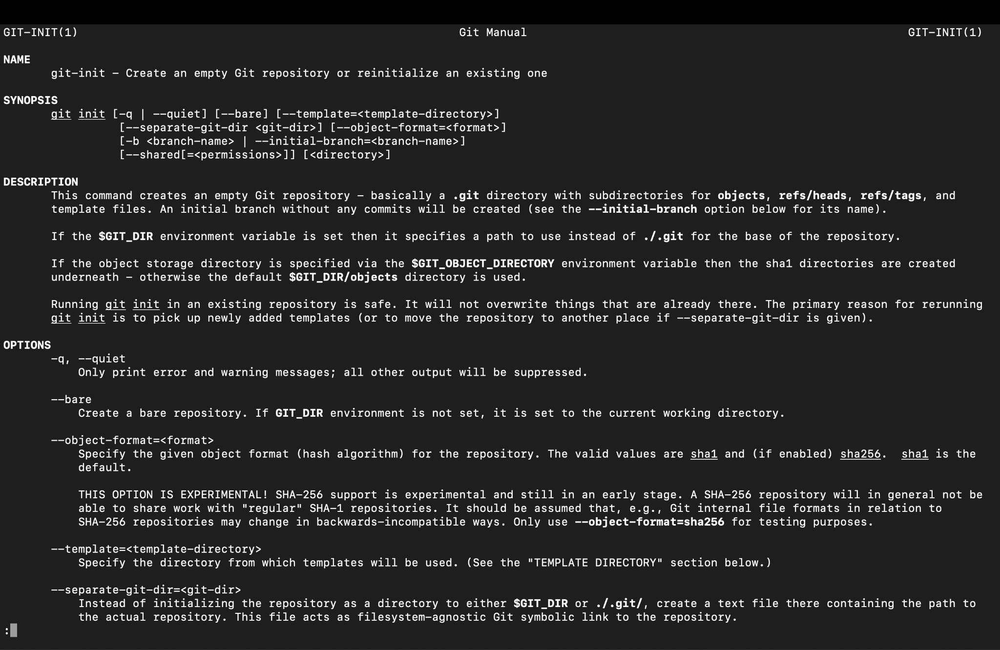 GIT-INIT(1) Git Manual GIT-INIT(1)
NAME
git-init - Create an empty Git repository or reinitialize an existing one
SYNOPSIS
git init [-q | --quiet] [--bare] [--template=<template-directory>]
[--separate-git-dir <git-dir>] [--object-format=<format>]
[-b <branch-name> | --initial-branch=<branch-name>]
[--shared[=<permissions>]] [<directory>]
DESCRIPTION
This command creates an empty Git repository - basically a .git directory with subdirectories for objects, refs/heads, refs/tags, and
template files. An initial branch without any commits will be created (see the --initial-branch option below for its name).
If the $GIT_DIR environment variable is set then it specifies a path to use instead of ./.git for the base of the repository.
If the object storage directory is specified via the $GIT_OBJECT_DIRECTORY environment variable then the sha1 directories are created
underneath - otherwise the default $GIT_DIR/objects directory is used.
Running git init in an existing repository is safe. It will not overwrite things that are already there. The primary reason for rerunning
git init is to pick up newly added templates (or to move the repository to another place if --separate-git-dir is given).
OPTIONS
-q, --quiet
Only print error and warning messages; all other output will be suppressed.
--bare
Create a bare repository. If GIT_DIR environment is not set, it is set to the current working directory.
--object-format=<format>
Specify the given object format (hash algorithm) for the repository. The valid values are sha1 and (if enabled) sha256.  sha1 is the
default.
THIS OPTION IS EXPERIMENTAL! SHA-256 support is experimental and still in an early stage. A SHA-256 repository will in general not be
able to share work with "regular" SHA-1 repositories. It should be assumed that, e.g., Git internal file formats in relation to
SHA-256 repositories may change in backwards-incompatible ways. Only use --object-format=sha256 for testing purposes.
--template=<template-directory>
Specify the directory from which templates will be used. (See the "TEMPLATE DIRECTORY" section below.)
--separate-git-dir=<git-dir>
Instead of initializing the repository as a directory to either $GIT_DIR or ./.git/, create a text file there containing the path to
the actual repository. This file acts as filesystem-agnostic Git symbolic link to the repository.
: